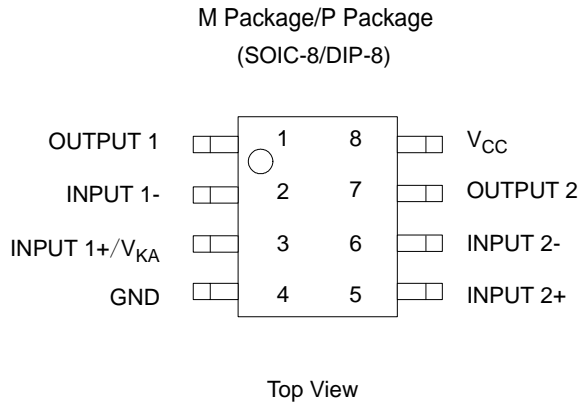 M Package/P Package
(SOIC-8/DIP-8)
OUTPUT 1 1 8 VCC
INPUT 1- 2 7 OUTPUT 2
INPUT 1+/VKA 3 6 INPUT 2-
GND 4 5 INPUT 2+
Top View